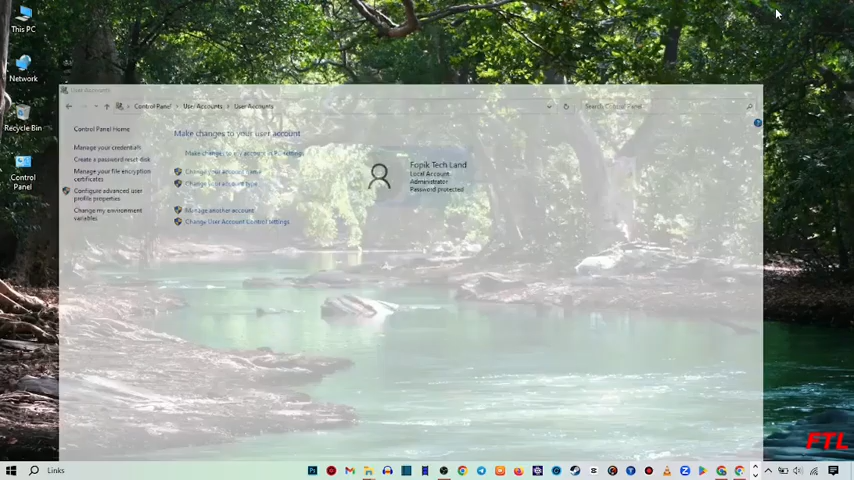 This PC
Network
Recycle Bin
Control
Panel
User Accounts
Control Panel
User Accounts
User Accounts
Search Control Panel
Control Panel Home
Manage your credentials
Create a password reset disk
Manage your file encryption
certificates
Configure advanced user
profile properties
Change my environment
variables
Make changes to your user account
Make changes to my account in PC settings
Change your account name
Change your account type
Manage another account
Change User Account Control settings
Fopik Tech Land
Local Account
Administrator
Password protected
FTL
Links